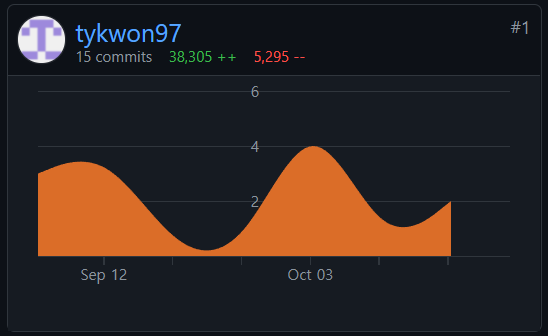 tykwon97
#1
15 commits 38,305 ++ 5,295 --
6
4
2
Sep 12 Oct 03